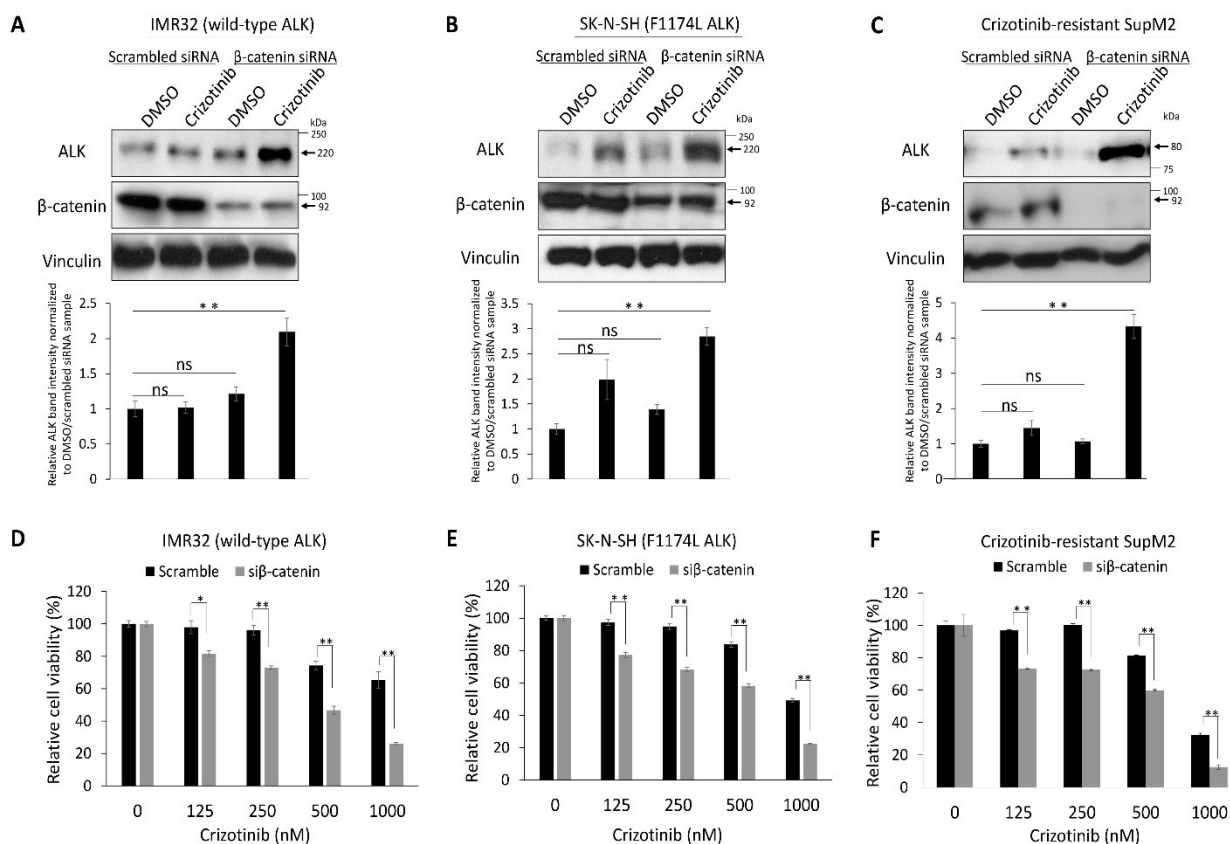 A
IMR32 (wild-type ALK)
Scrambled siRNA
β-catenin siRNA
DMSO
Crizotinib
DMSO
Crizotinib
kDa
ALK
250
220
β-catenin
100
92
Vinculin
Relative ALK band intensity normalized
to DMSO/scrambled siRNA sample
2.5
2
1.5
1
0.5
0
ns
ns
**
B
SK-N-SH (F1174L ALK)
Scrambled siRNA
β-catenin siRNA
DMSO
Crizotinib
DMSO
Crizotinib
kDa
ALK
250
220
β-catenin
100
92
Vinculin
Relative ALK band intensity normalized
to DMSO/scrambled siRNA sample
3.5
3
2.5
2
1.5
1
0.5
0
ns
ns
**
C
Crizotinib-resistant SupM2
Scrambled siRNA
β-catenin siRNA
DMSO
Crizotinib
DMSO
Crizotinib
kDa
ALK
80
75
β-catenin
100
92
Vinculin
Relative ALK band intensity normalized
to DMSO/scrambled siRNA sample
5
4
3
2
1
0
ns
ns
**
D
IMR32 (wild-type ALK)
Scramble
siβ-catenin
Relative cell viability (%)
120
100
80
60
40
20
0
*
**
**
**
0 125 250 500 1000
Crizotinib (nM)
E
SK-N-SH (F1174L ALK)
Scramble
siβ-catenin
Relative cell viability (%)
120
100
80
60
40
20
0
**
**
**
**
0 125 250 500 1000
Crizotinib (nM)
F
Crizotinib-resistant SupM2
Scramble
siβ-catenin
Relative cell viability (%)
120
100
80
60
40
20
0
**
**
**
**
0 125 250 500 1000
Crizotinib (nM)